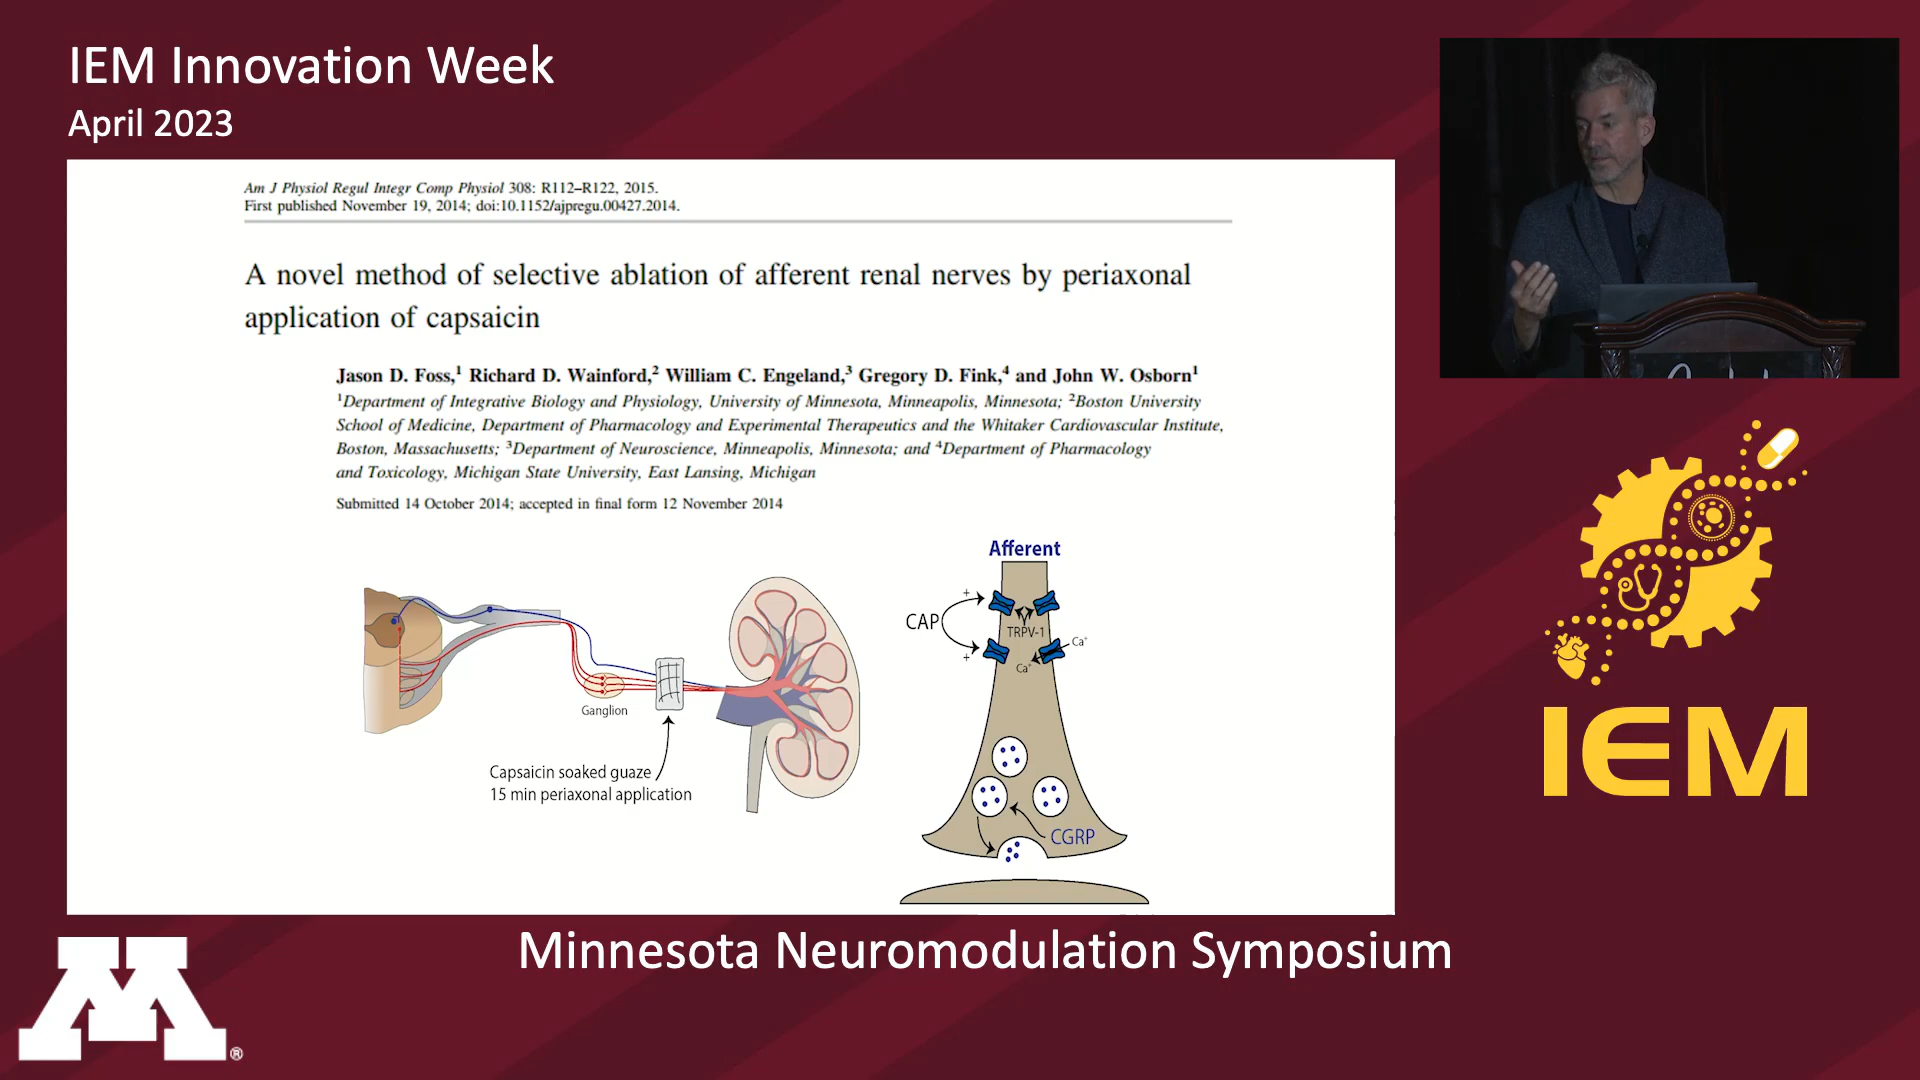 IEM Innovation Week
April 2023
Am J Physiol Regul Integr Comp Physiol 308: R112–R122, 2015.
First published November 19, 2014; doi:10.1152/ajpregu.00427.2014.
A novel method of selective ablation of afferent renal nerves by periaxonal
application of capsaicin
Jason D. Foss,1 Richard D. Wainford,2 William C. Engeland,3 Gregory D. Fink,4 and John W. Osborn1
1Department of Integrative Biology and Physiology, University of Minnesota, Minneapolis, Minnesota; 2Boston University
School of Medicine, Department of Pharmacology and Experimental Therapeutics and the Whitaker Cardiovascular Institute,
Boston, Massachusetts; 3Department of Neuroscience, Minneapolis, Minnesota; and 4Department of Pharmacology
and Toxicology, Michigan State University, East Lansing, Michigan
Submitted 14 October 2014; accepted in final form 12 November 2014
Ganglion
Capsaicin soaked guaze
15 min periaxonal application
Afferent
+
CAP
+
TRPV-1
Ca+
Ca+
CGRP
IEM
Minnesota Neuromodulation Symposium
M®